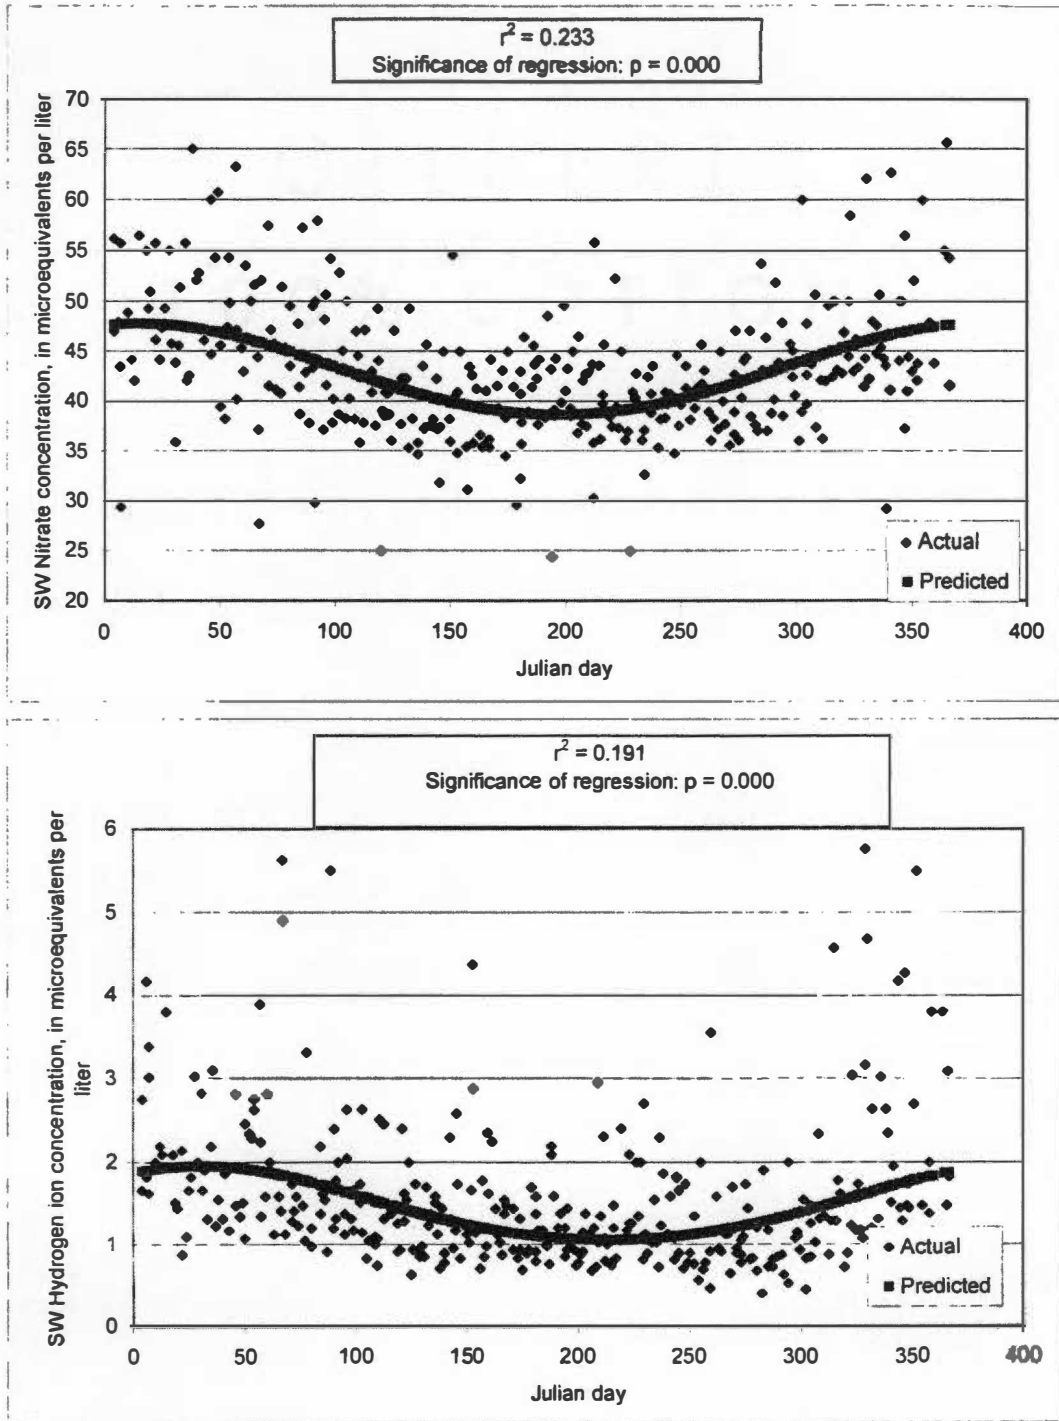 r² = 0.233
Significance of regression: p = 0.000
SW Nitrate concentration, in microequivalents per liter
70
65
60
55
50
45
40
35
30
25
20
0 50 100 150 200 250 300 350 400
Julian day
Actual
Predicted
r² = 0.191
Significance of regression: p = 0.000
SW Hydrogen ion concentration, in microequivalents per
liter
6
5
4
3
2
1
0
0 50 100 150 200 250 300 350 400
Julian day
Actual
Predicted